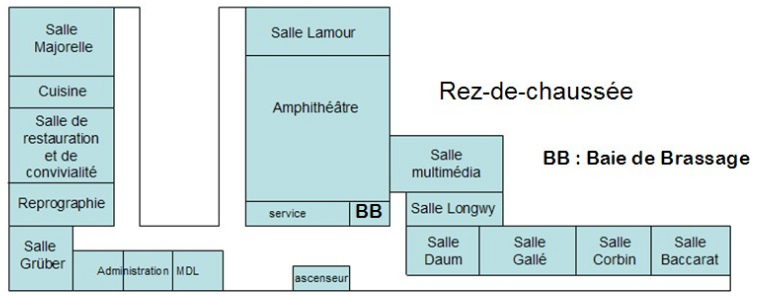 Salle
Majorelle
Cuisine
Salle de
restauration
et de
convivialité
Reprographie
Salle
Grüber
Administration
MDL
Salle Lamour
Amphithéâtre
service
BB
ascenseur
Rez-de-chaussée
Salle
multimédia
BB : Baie de Brassage
Salle Longwy
Salle
Daum
Salle
Gallé
Salle
Corbin
Salle
Baccarat